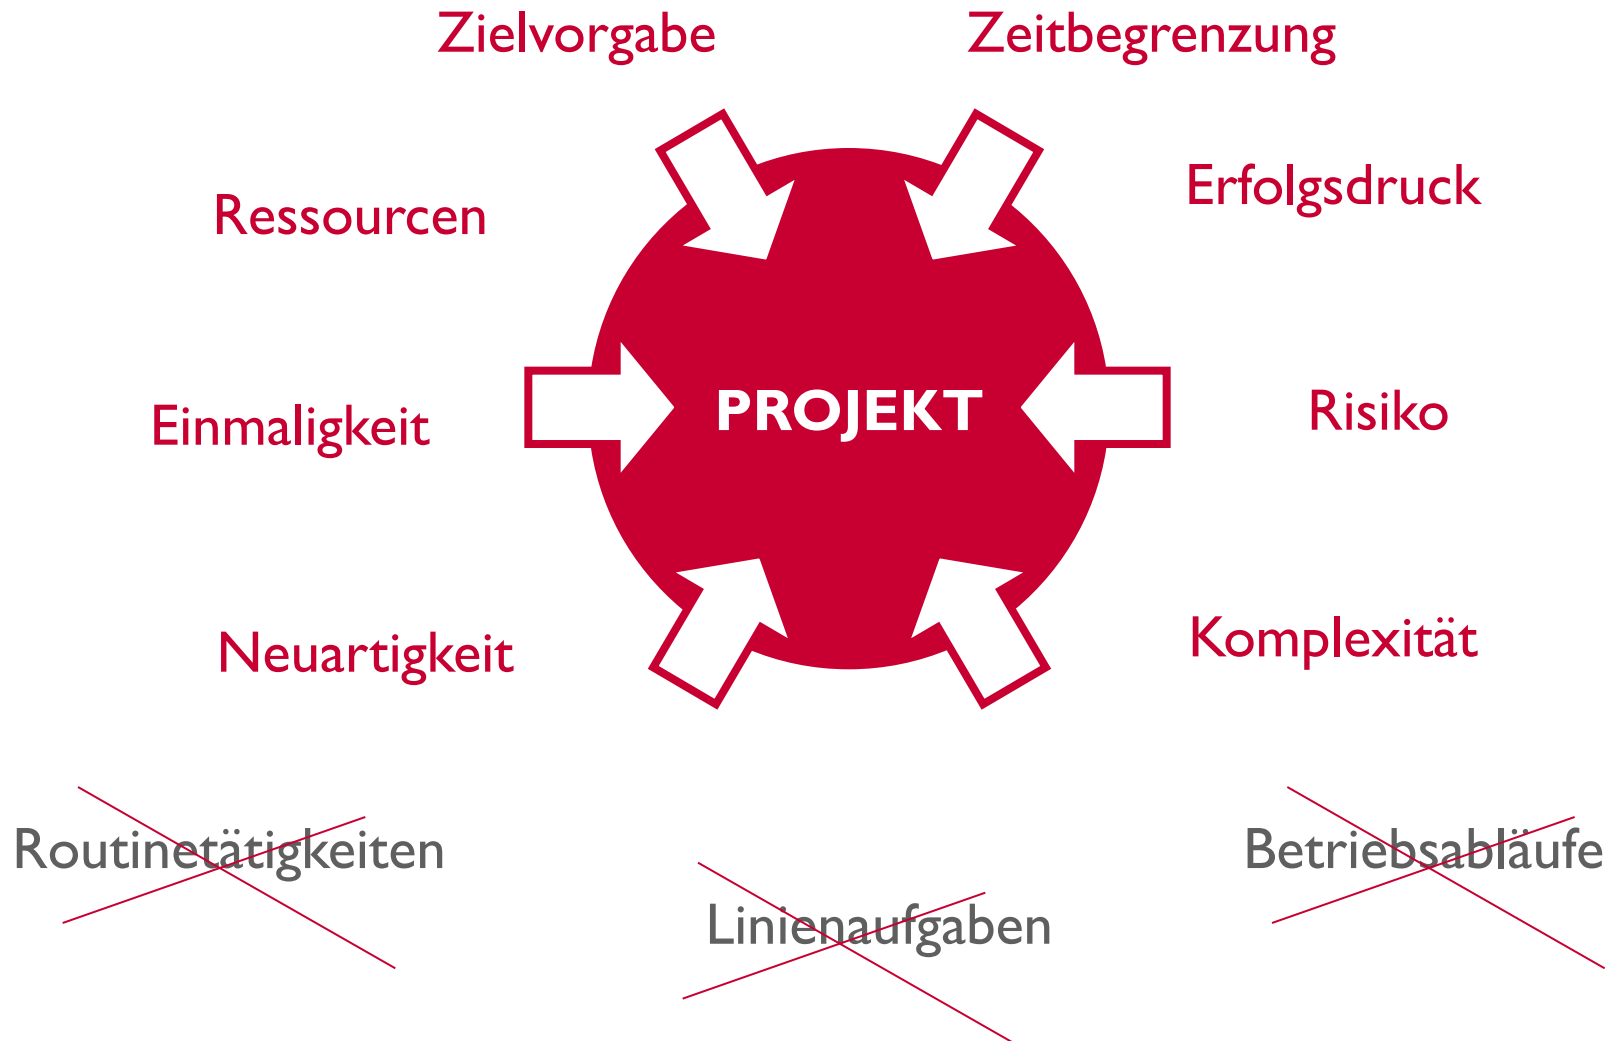 Zielvorgabe
Zeitbegrenzung
Ressourcen
Erfolgsdruck
Einmaligkeit
PROJEKT
Risiko
Neuartigkeit
Komplexität
Routinetätigkeiten
Linienaufgaben
Betriebsabläufe